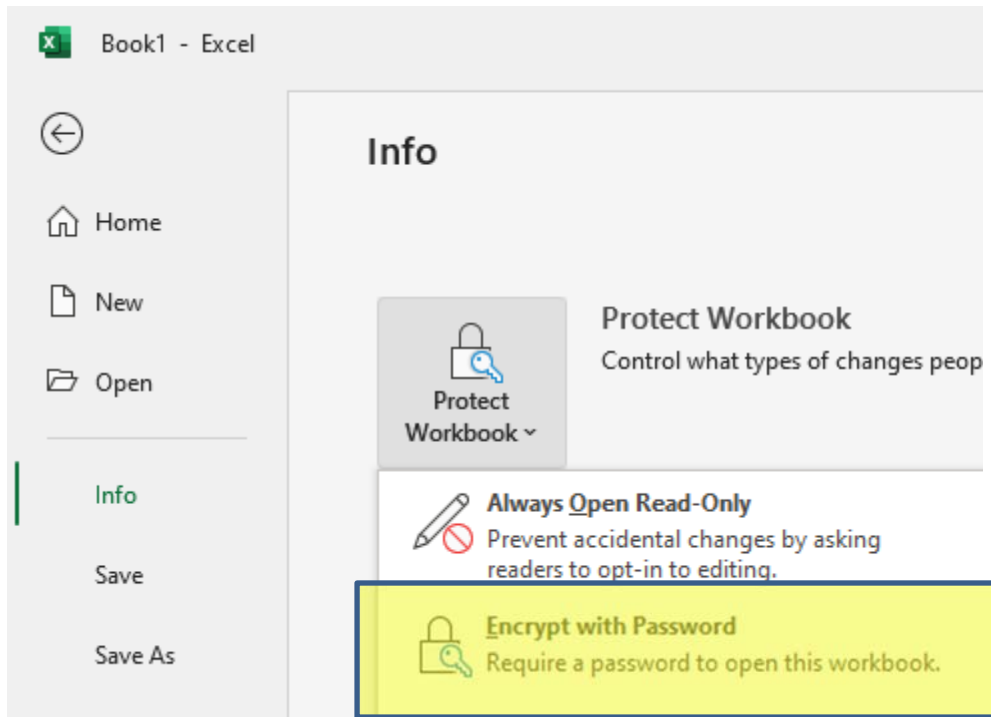 Book1 - Excel
Info
Home
New
Open
Protect Workbook
Control what types of changes peop
Protect
Workbook
Info
Always Open Read-Only
Prevent accidental changes by asking
readers to opt-in to editing.
Save
Encrypt with Password
Require a password to open this workbook.
Save As